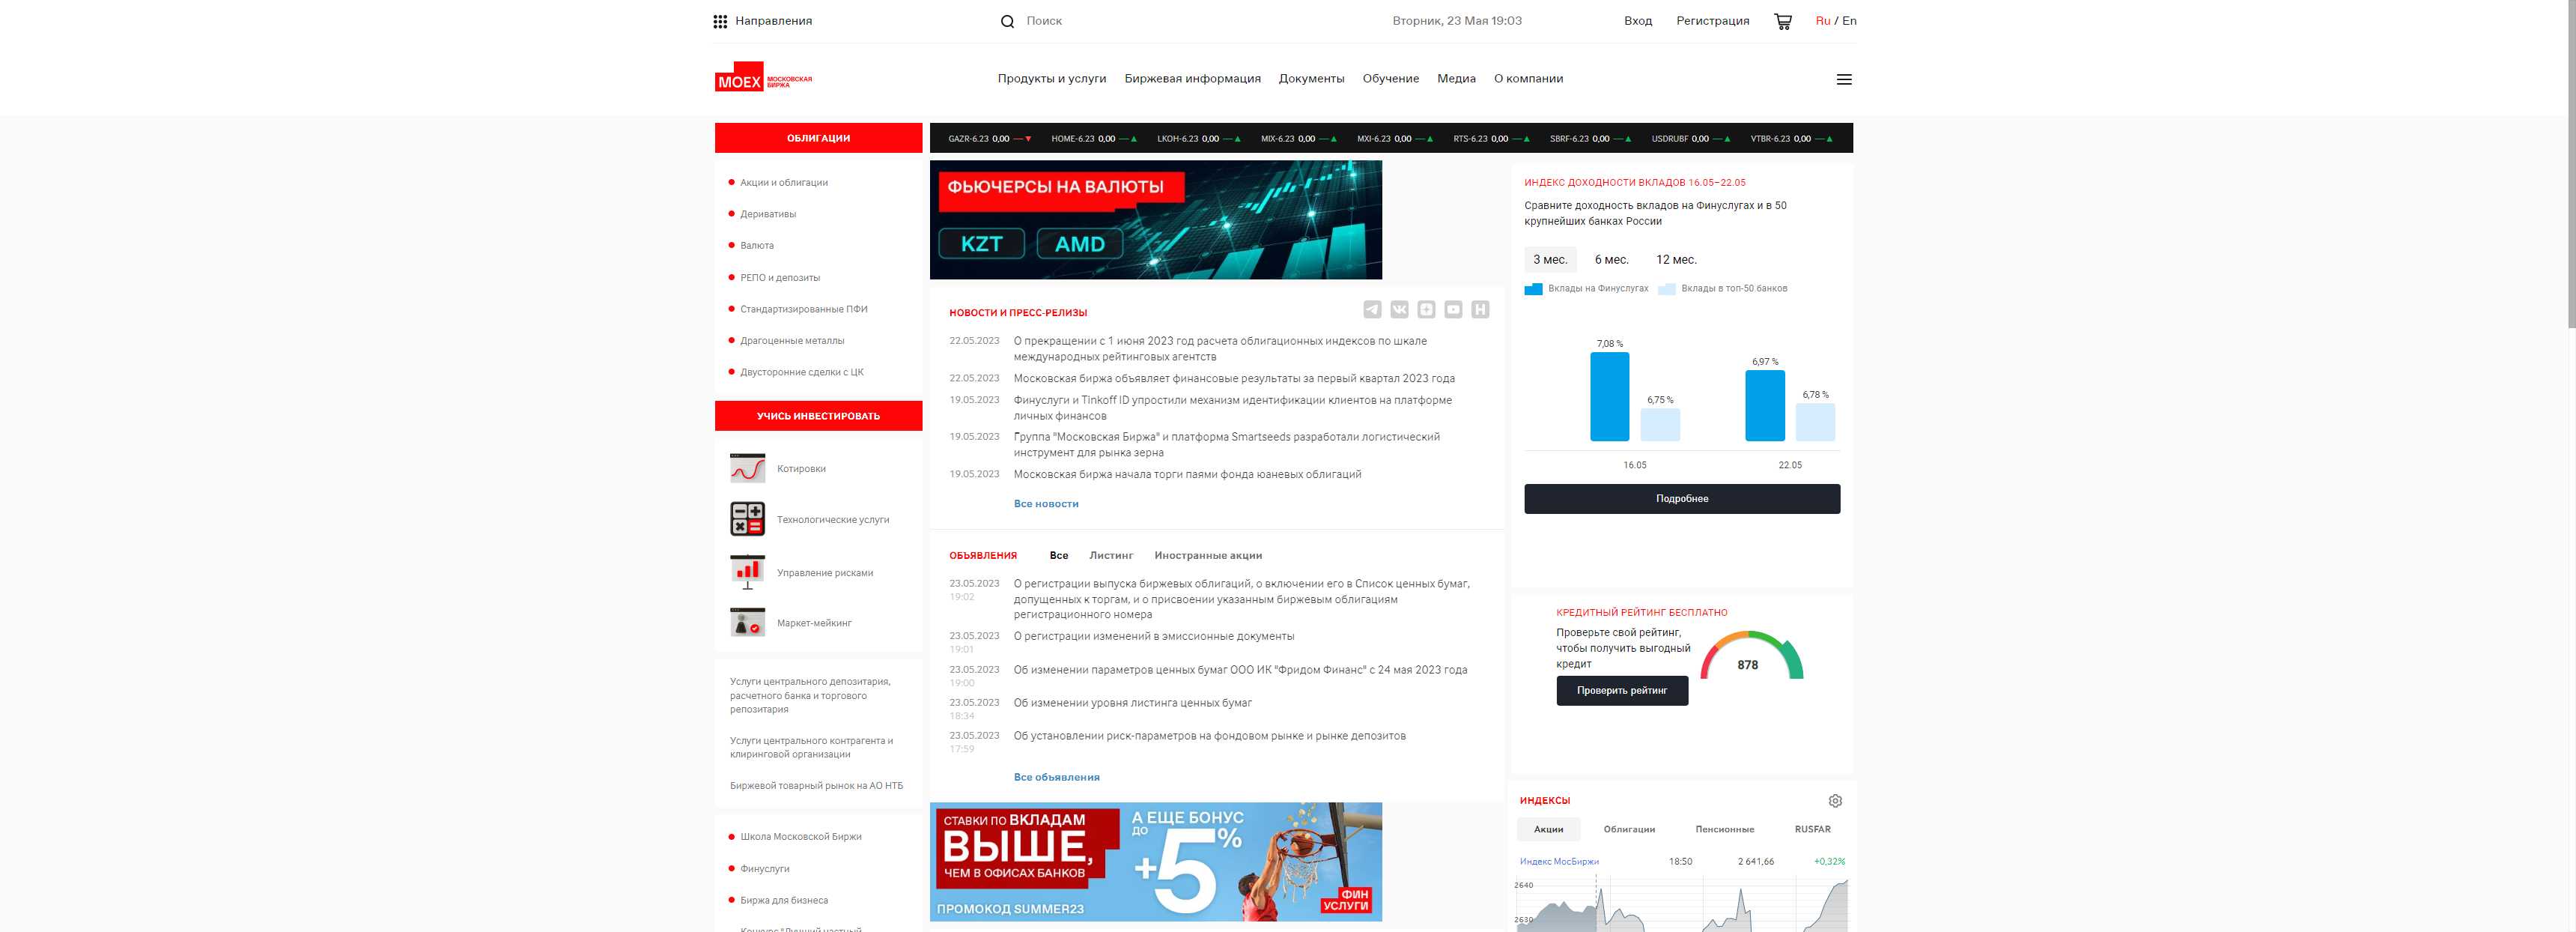 Направления
Поиск
Вторник, 23 Мая 19:03
Вход
Регистрация
Ru / En
MOEX
МОСКОВСКАЯ
БИРЖА
Продукты и услуги
Биржевая информация
Документы
Обучение
Медиа
О компании
ОБЛИГАЦИИ
Акции и облигации
Деривативы
Валюта
РЕПО и депозиты
Стандартизированные ПФИ
Драгоценные металлы
Двусторонние сделки с ЦК
УЧИСЬ ИНВЕСТИРОВАТЬ
Котировки
Технологические услуги
Управление рисками
Маркет-мейкинг
Услуги центрального депозитария,
расчетного банка и торгового
репозитария
Услуги центрального контрагента и
клиринговой организации
Биржевой товарный рынок на АО НТБ
Школа Московской Биржи
Финуслуги
Биржа для бизнеса
Конкурс "Лучший частный
GAZR-6.23 0,00
HOME-6.23 0,00
LKOH-6.23 0,00
MIX-6.23 0,00
MXI-6.23 0,00
RTS-6.23 0,00
SBRF-6.23 0,00
USDRUBF 0,00
VTBR-6.23 0,00
ФЬЮЧЕРСЫ НА ВАЛЮТЫ
KZT
AMD
НОВОСТИ И ПРЕСС-РЕЛИЗЫ
22.05.2023 О прекращении с 1 июня 2023 год расчета облигационных индексов по шкале
международных рейтинговых агентств
22.05.2023 Московская биржа объявляет финансовые результаты за первый квартал 2023 года
19.05.2023 Финуслуги и Tinkoff ID упростили механизм идентификации клиентов на платформе
личных финансов
19.05.2023 Группа "Московская Биржа" и платформа Smartseeds разработали логистический
инструмент для рынка зерна
19.05.2023 Московская биржа начала торги паями фонда юаневых облигаций
Все новости
ОБЪЯВЛЕНИЯ
Все
Листинг
Иностранные акции
23.05.2023 О регистрации выпуска биржевых облигаций, о включении его в Список ценных бумаг,
19:02 допущенных к торгам, и о присвоении указанным биржевым облигациям
регистрационного номера
23.05.2023 О регистрации изменений в эмиссионные документы
19:01
23.05.2023 Об изменении параметров ценных бумаг ООО ИК "Фридом Финанс" с 24 мая 2023 года
19:00
23.05.2023 Об изменении уровня листинга ценных бумаг
18:34
23.05.2023 Об установлении риск-параметров на фондовом рынке и рынке депозитов
17:59
Все объявления
СТАВКИ ПО ВКЛАДАМ
ВЫШЕ,
ЧЕМ В ОФИСАХ БАНКОВ
ПРОМОКОД SUMMER23
А ЕЩЕ БОНУС
ДО
+5%
ФИН
УСЛУГИ
ИНДЕКС ДОХОДНОСТИ ВКЛАДОВ 16.05–22.05
Сравните доходность вкладов на Финуслугах и в 50
крупнейших банках России
3 мес.
6 мес.
12 мес.
Вклады на Финуслугах
Вклады в топ-50 банков
7,08 %
6,75 %
6,97 %
6,78 %
16.05
22.05
Подробнее
КРЕДИТНЫЙ РЕЙТИНГ БЕСПЛАТНО
Проверьте свой рейтинг,
чтобы получить выгодный
кредит
878
Проверить рейтинг
ИНДЕКСЫ
Акции
Облигации
Пенсионные
RUSFAR
Индекс МосБиржи 18:50 2 641,66 +0,32%
2640
2630